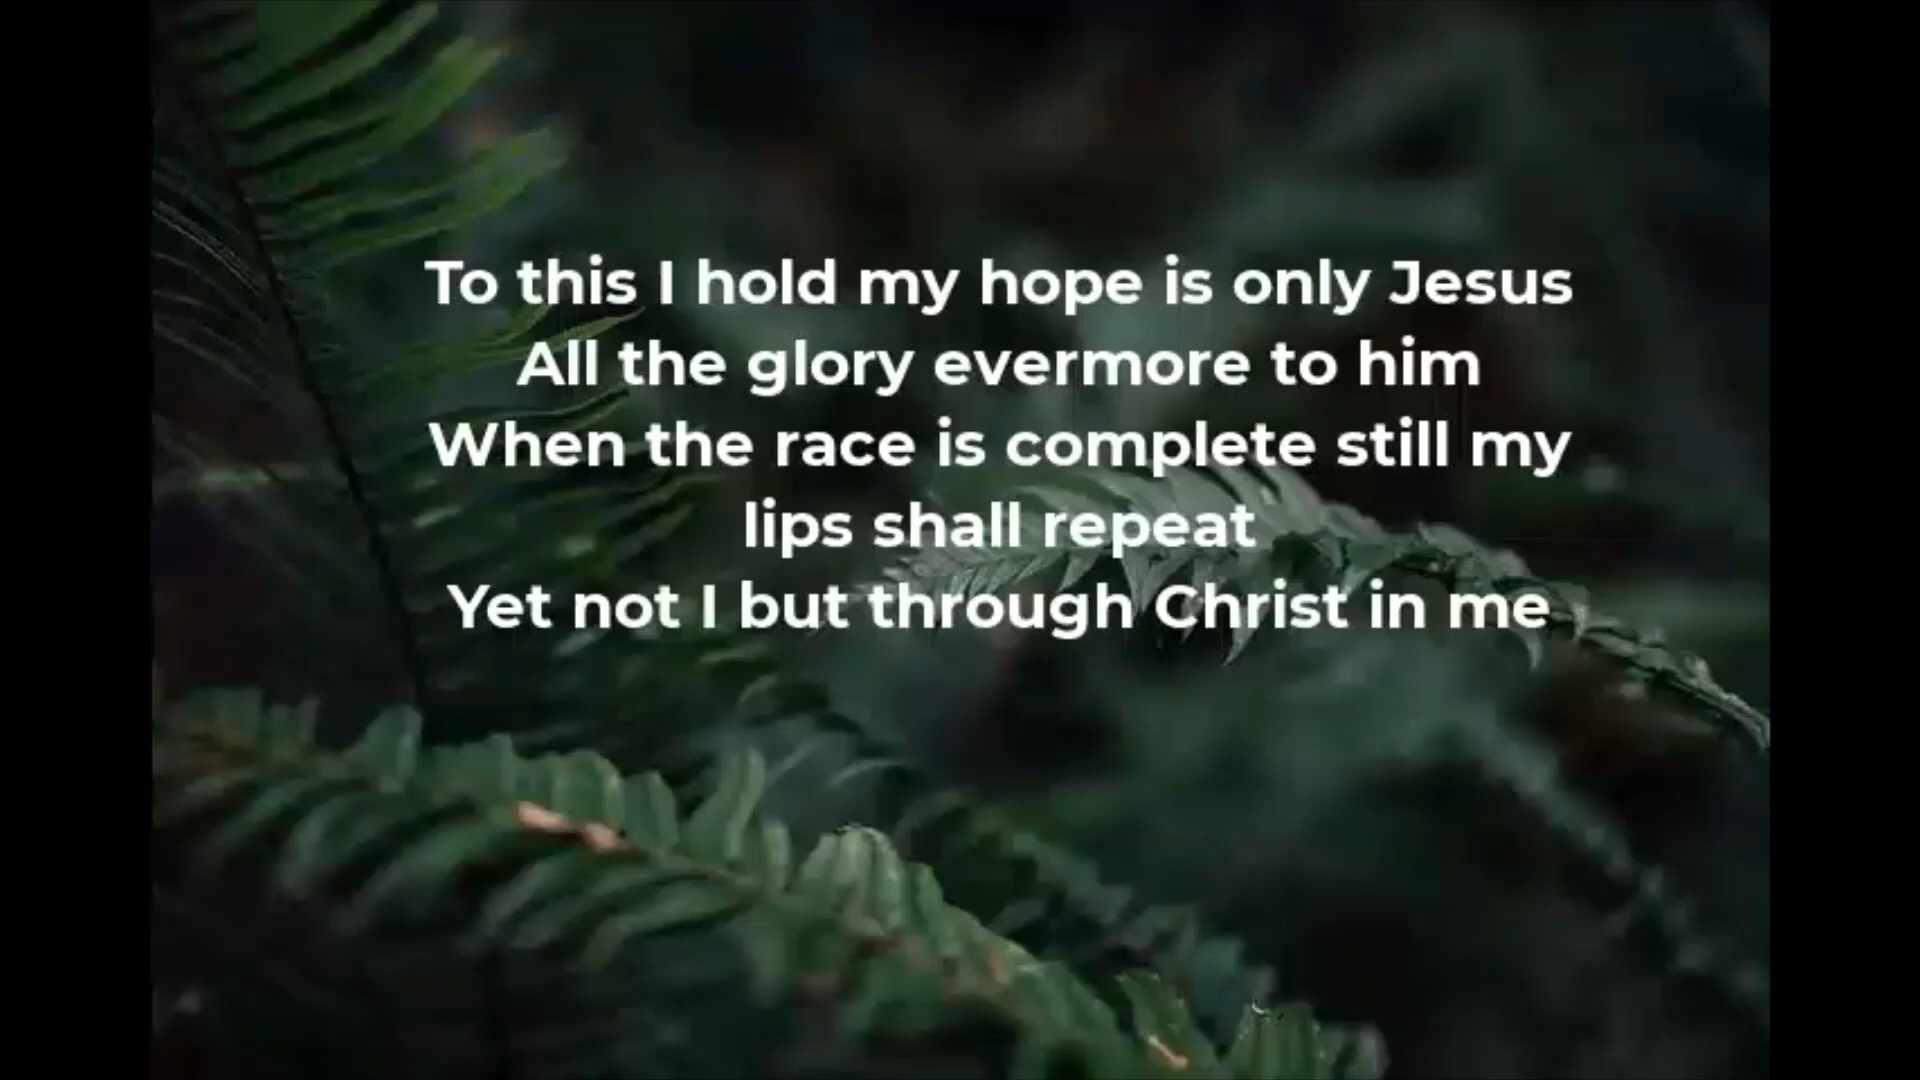 To this I hold my hope is only Jesus
All the glory evermore to him
When the race is complete still my
lips shall repeat
Yet not I but through Christ in me